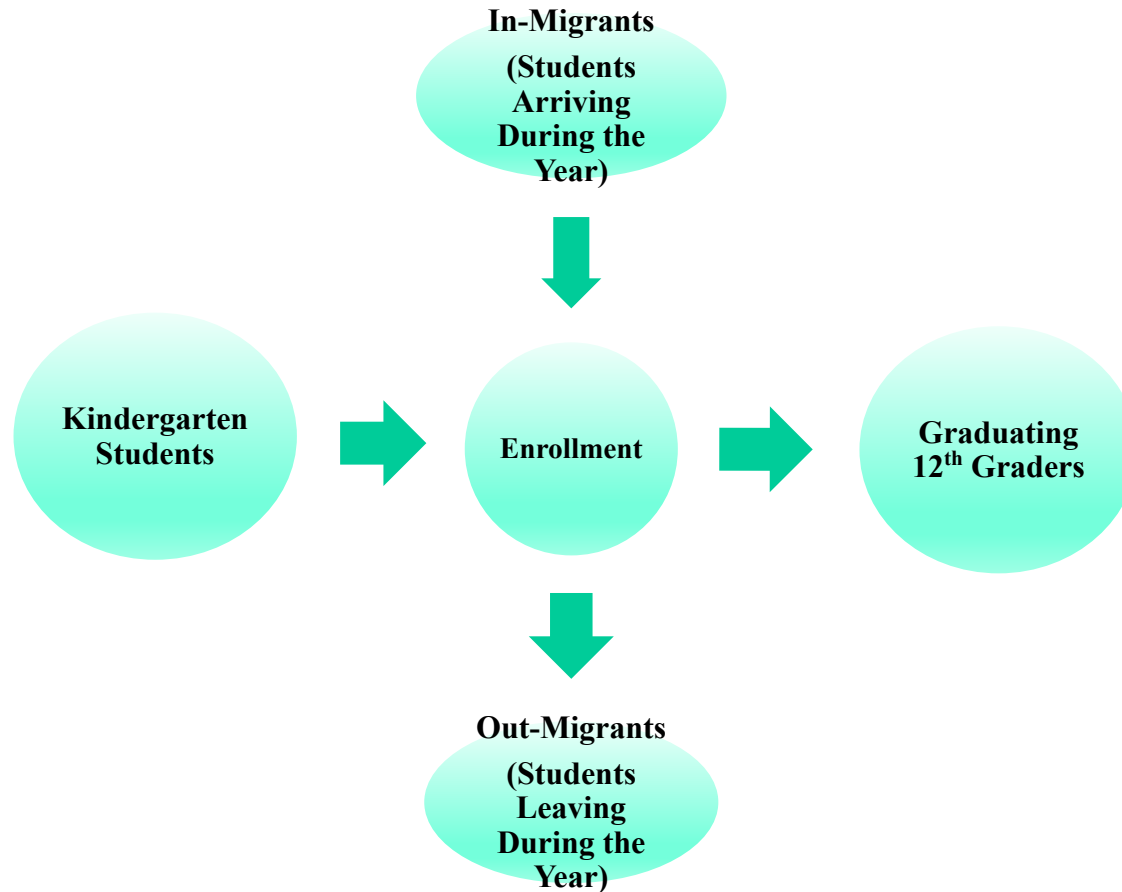 In-Migrants
(Students
Arriving
During the
Year)
Kindergarten
Students
Enrollment
Graduating
12th Graders
Out-Migrants
(Students
Leaving
During the
Year)